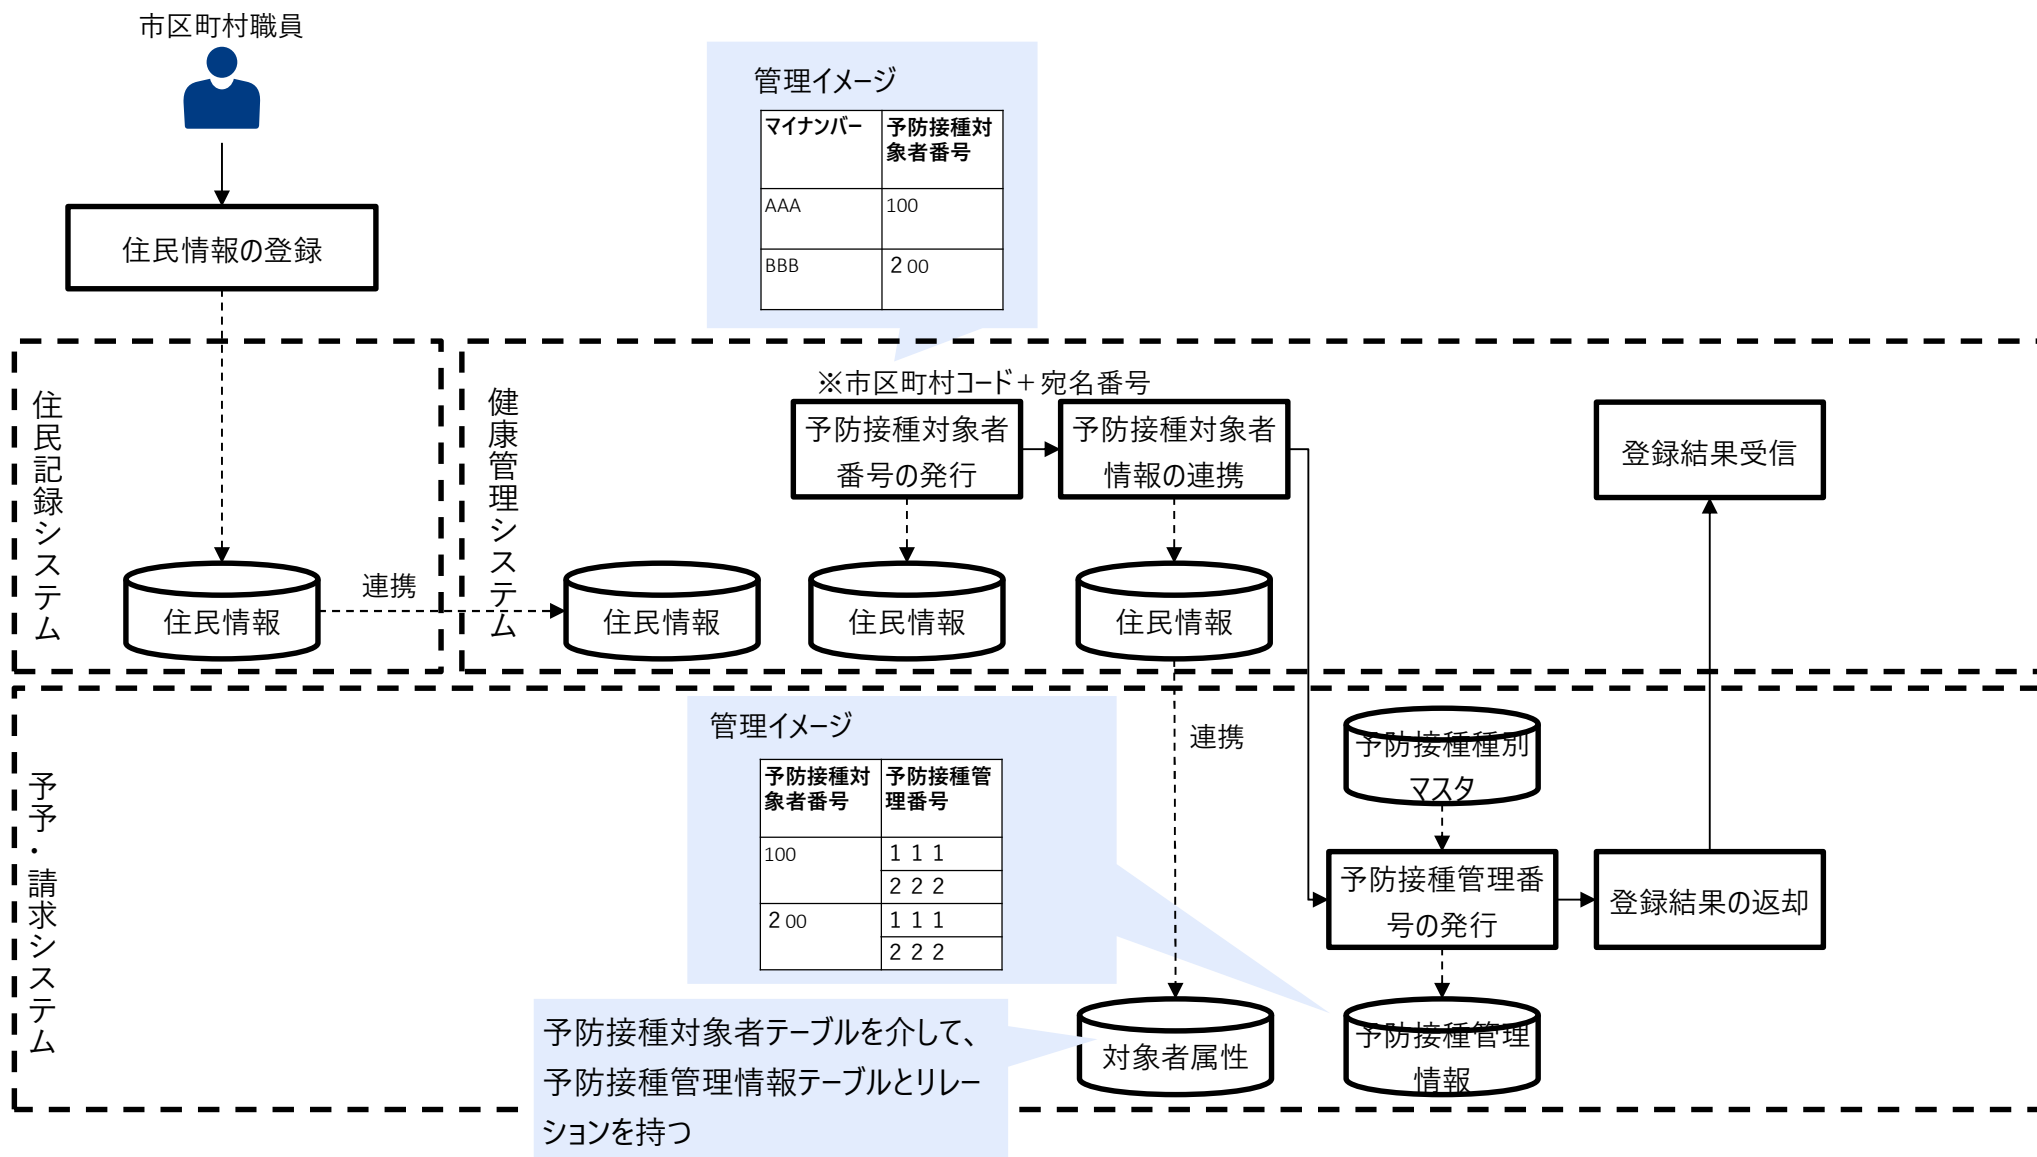 市区町村職員
住民情報の登録
管理イメージ
マイナンバー
予防接種対
象者番号
AAA
100
BBB
２00
住民記録システム
住民情報
連携
健康管理システム
住民情報
※市区町村コード＋宛名番号
予防接種対象者
番号の発行
住民情報
予防接種対象者
情報の連携
住民情報
登録結果受信
予予・請求システム
管理イメージ
予防接種対
象者番号
予防接種管
理番号
100
１１１
２２２
２00
１１１
２２２
連携
予防接種種別
マスタ
予防接種管理番
号の発行
登録結果の返却
予防接種対象者テーブルを介して、
予防接種管理情報テーブルとリレー
ションを持つ
対象者属性
予防接種管理
情報